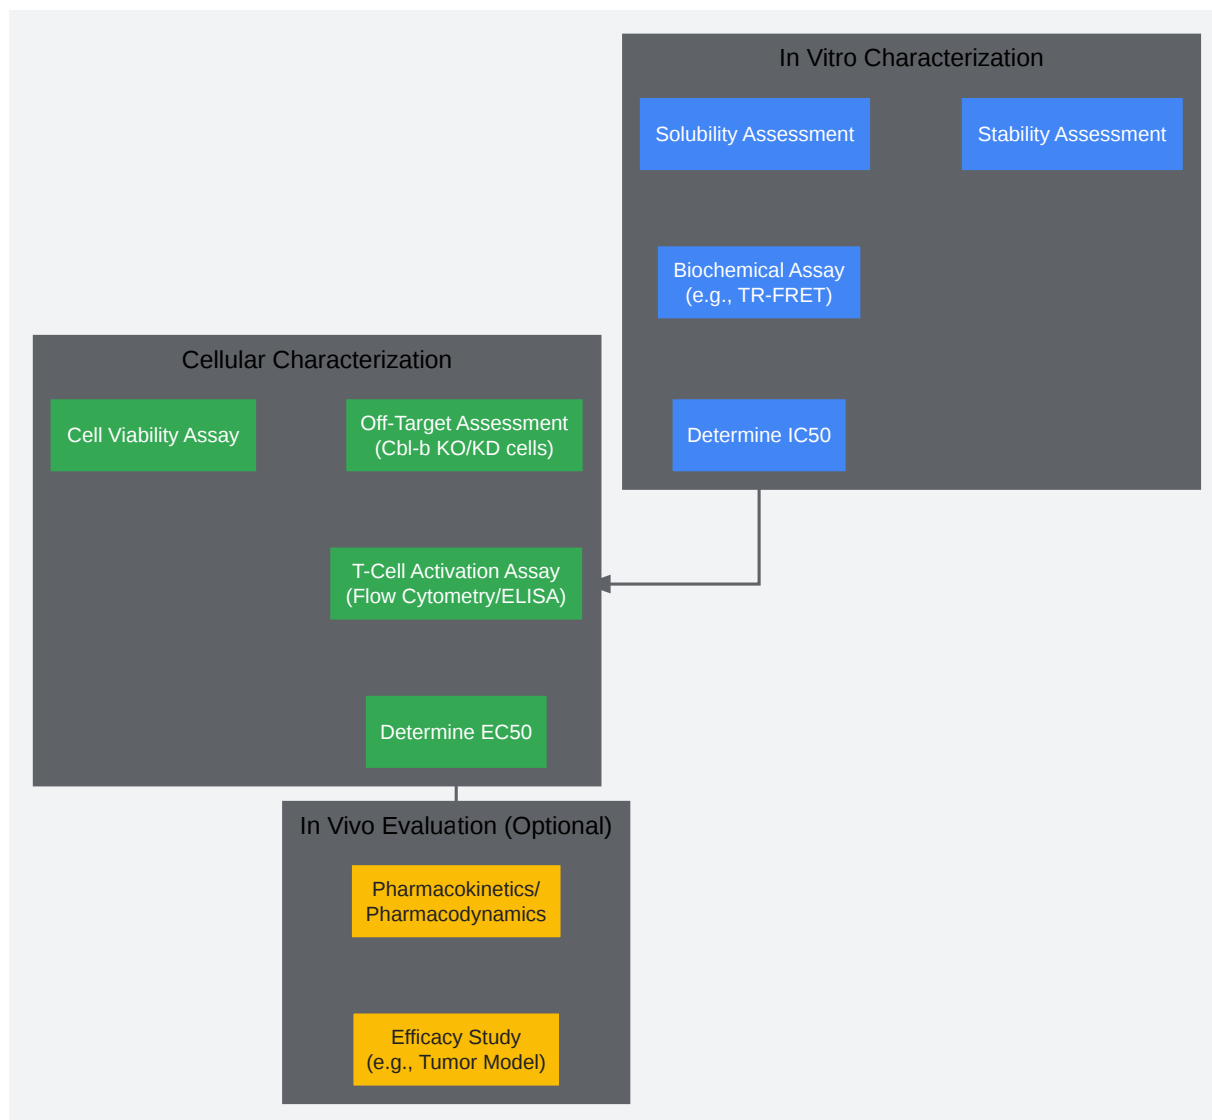 In Vitro Characterization
Solubility Assessment
Stability Assessment
Biochemical Assay
(e.g., TR-FRET)
Determine IC50
Cellular Characterization
Cell Viability Assay
Off-Target Assessment
(Cbl-b KO/KD cells)
T-Cell Activation Assay
(Flow Cytometry/ELISA)
Determine EC50
In Vivo Evaluation (Optional)
Pharmacokinetics/
Pharmacodynamics
Efficacy Study
(e.g., Tumor Model)